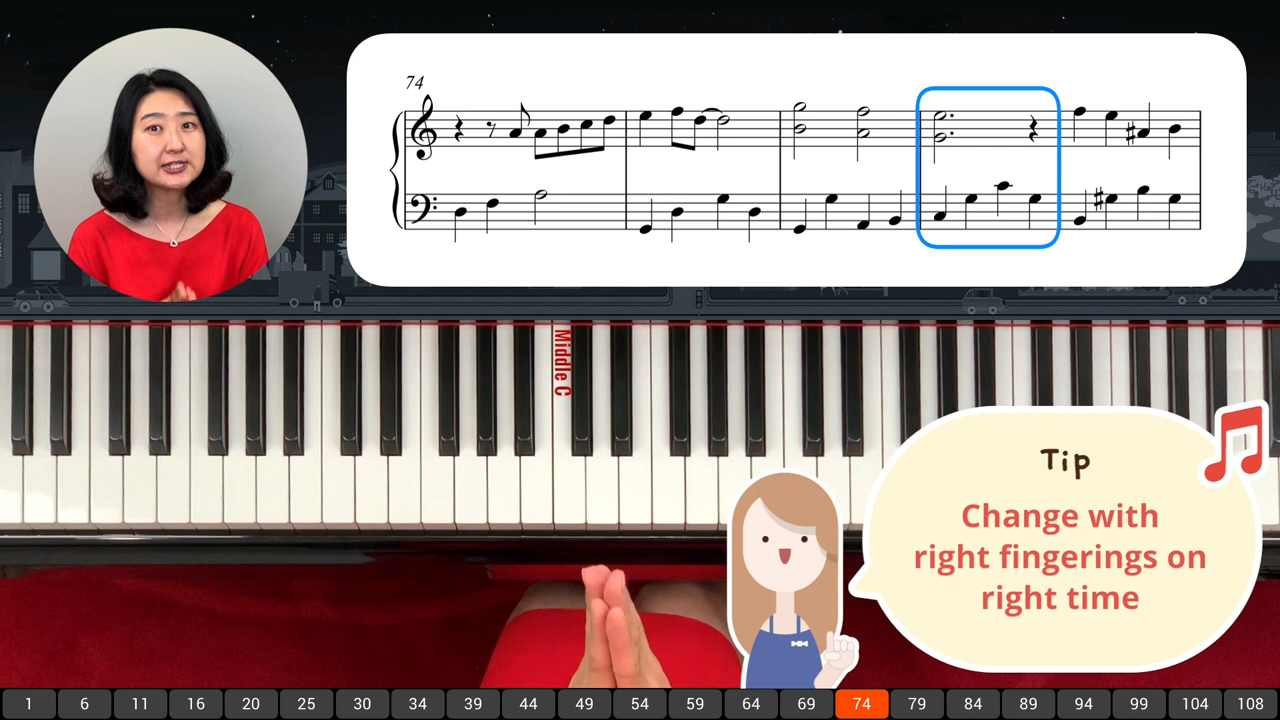 74
Middle C
Tip
Change with
right fingerings on
right time
1 6 11 16 20 25 30 34 39 44 49 54 59 64 69 74 79 84 89 94 99 104 108